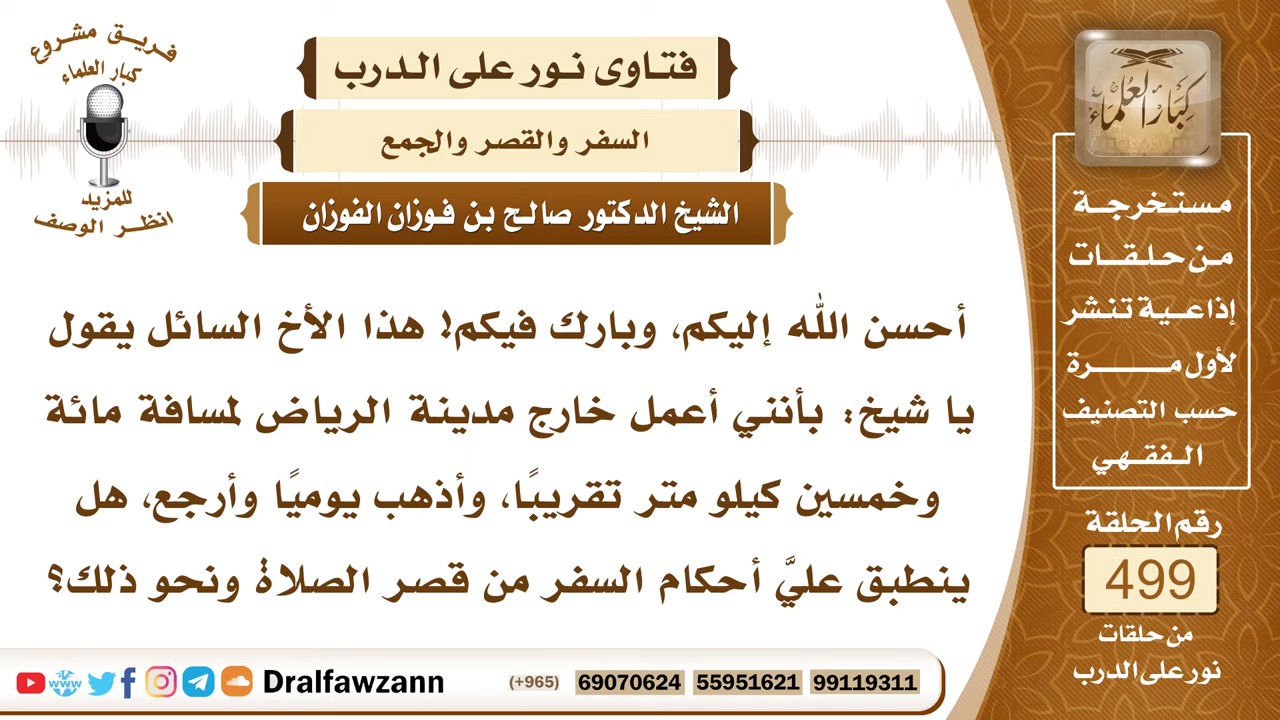 فريق مشروع
كبار العلماء
للمزيد
انظر الوصف
فتاوى نور على الدرب
السفر والقصر والجمع
الشيخ الدكتور صالح بن فوزان الفوزان
أحسن الله إليكم، وبارك فيكم! هذا الأخ السائل يقول
يا شيخ: بأنني أعمل خارج مدينة الرياض لمسافة مائة
وخمسين كيلو متر تقريبًا، وأذهب يوميًا وأرجع، هل
ينطبق عليَّ أحكام السفر من قصر الصلاة ونحو ذلك؟
كبار العلماء
مستخرجة
من حلقات
إذاعية تنشر
لأول مرة
حسب التصنيف
الفقهي
رقم الحلقة
499
من حلقات
نور على الدرب
www
Dralfawzann (+965) 69070624 55951621 99119311